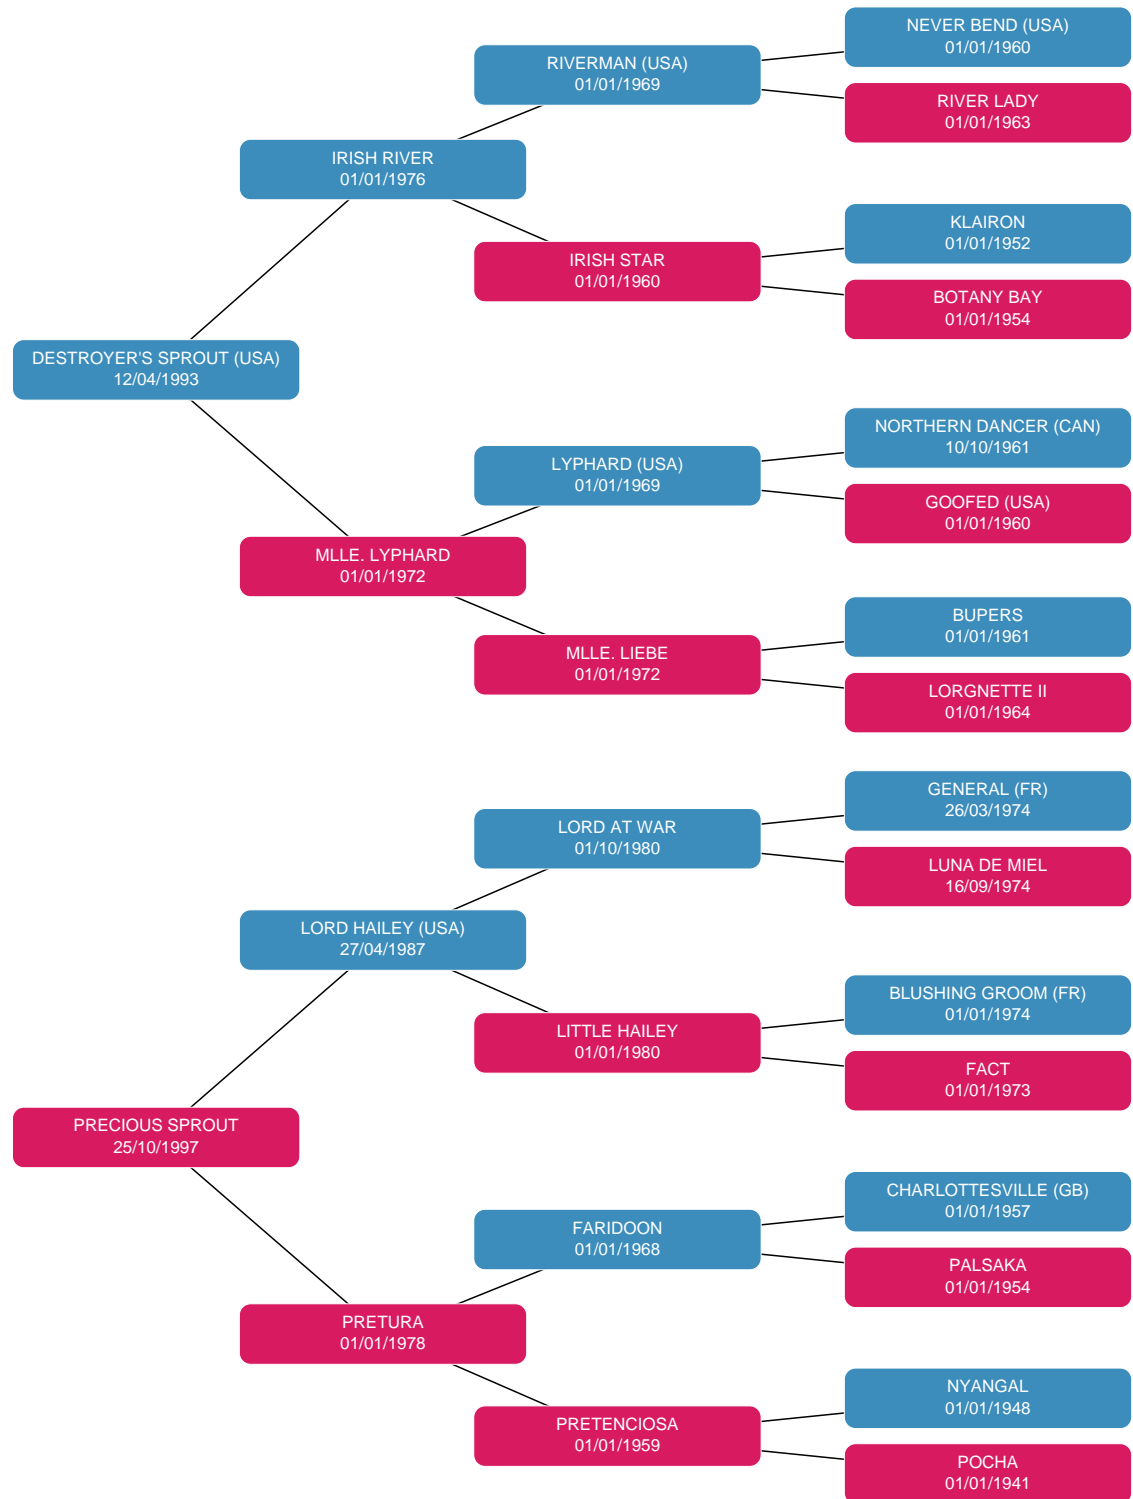 NEVER BEND (USA)
01/01/1960
RIVERMAN (USA)
01/01/1969
RIVER LADY
01/01/1963
IRISH RIVER
01/01/1976
KLAIRON
01/01/1952
IRISH STAR
01/01/1960
BOTANY BAY
01/01/1954
DESTROYER'S SPROUT (USA)
12/04/1993
NORTHERN DANCER (CAN)
10/10/1961
LYPHARD (USA)
01/01/1969
GOOFED (USA)
01/01/1960
MLLE. LYPHARD
01/01/1972
BUPERS
01/01/1961
MLLE. LIEBE
01/01/1972
LORGNETTE II
01/01/1964
GENERAL (FR)
26/03/1974
LORD AT WAR
01/10/1980
LUNA DE MIEL
16/09/1974
LORD HAILEY (USA)
27/04/1987
BLUSHING GROOM (FR)
01/01/1974
LITTLE HAILEY
01/01/1980
FACT
01/01/1973
PRECIOUS SPROUT
25/10/1997
CHARLOTTESVILLE (GB)
01/01/1957
FARIDOON
01/01/1968
PALSAKA
01/01/1954
PRETURA
01/01/1978
NYANGAL
01/01/1948
PRETENCIOSA
01/01/1959
POCHA
01/01/1941